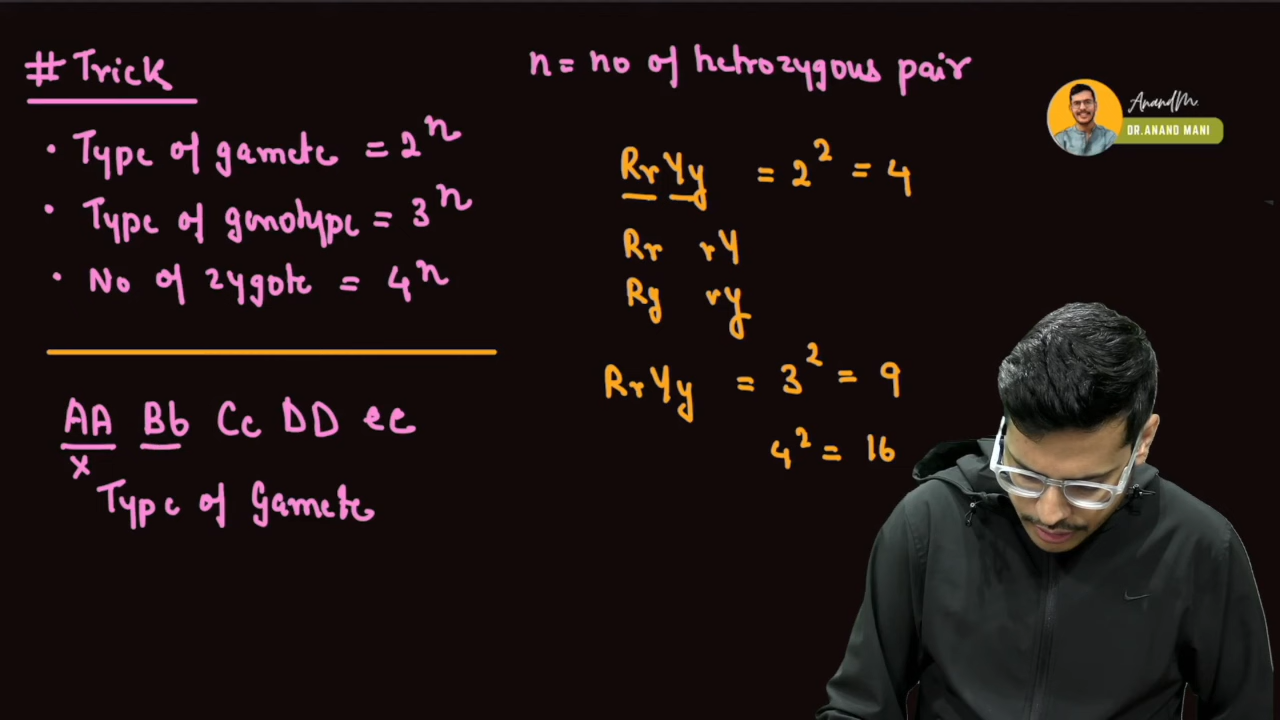 #Trick
• Type of gamete = 2^n
• Type of genotype = 3^n
• No of zygote = 4^n
AA Bb Cc DD ee
x
Type of Gamete
n = no of hetrozygous pair
RrYy = 2^2 = 4
Rr rY
Ry ry
RrYy = 3^2 = 9
4^2 = 16
AnandM.
DR.ANAND MANI